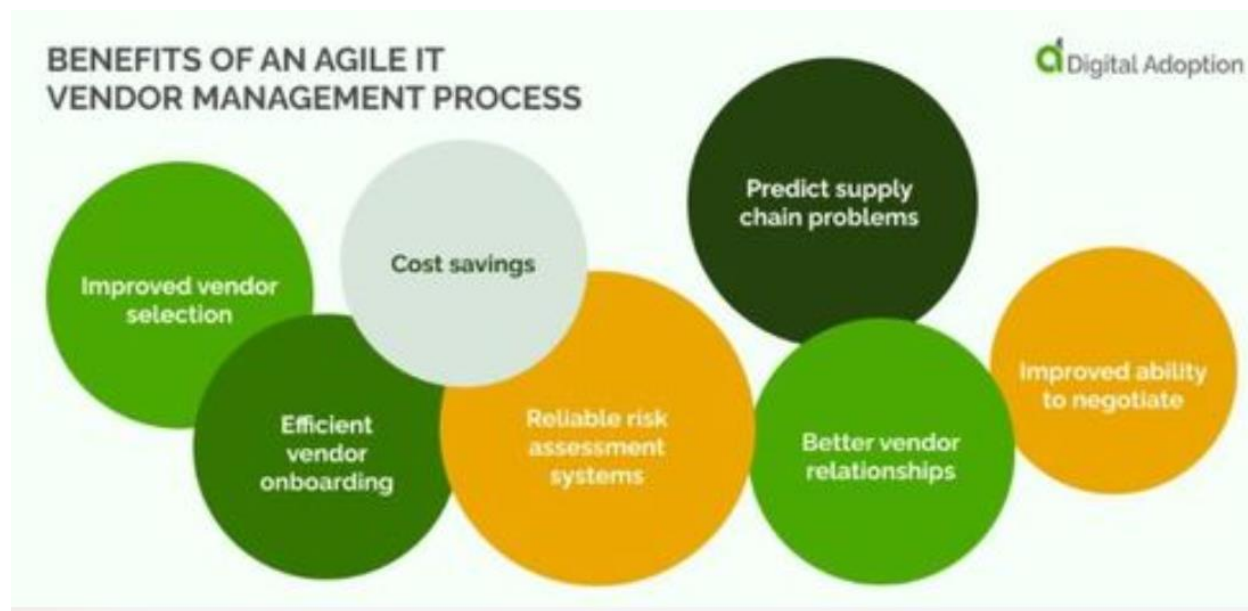 BENEFITS OF AN AGILE IT
VENDOR MANAGEMENT PROCESS
Digital Adoption
Improved vendor
selection
Efficient
vendor
onboarding
Cost savings
Reliable risk
assessment
systems
Predict supply
chain problems
Better vendor
relationships
Improved ability
to negotiate